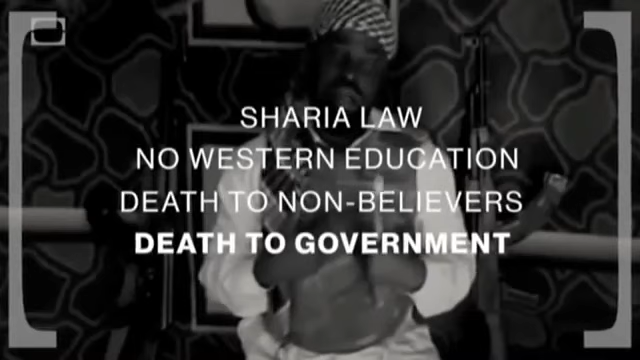 SHARIA LAW
NO WESTERN EDUCATION
DEATH TO NON-BELIEVERS
DEATH TO GOVERNMENT